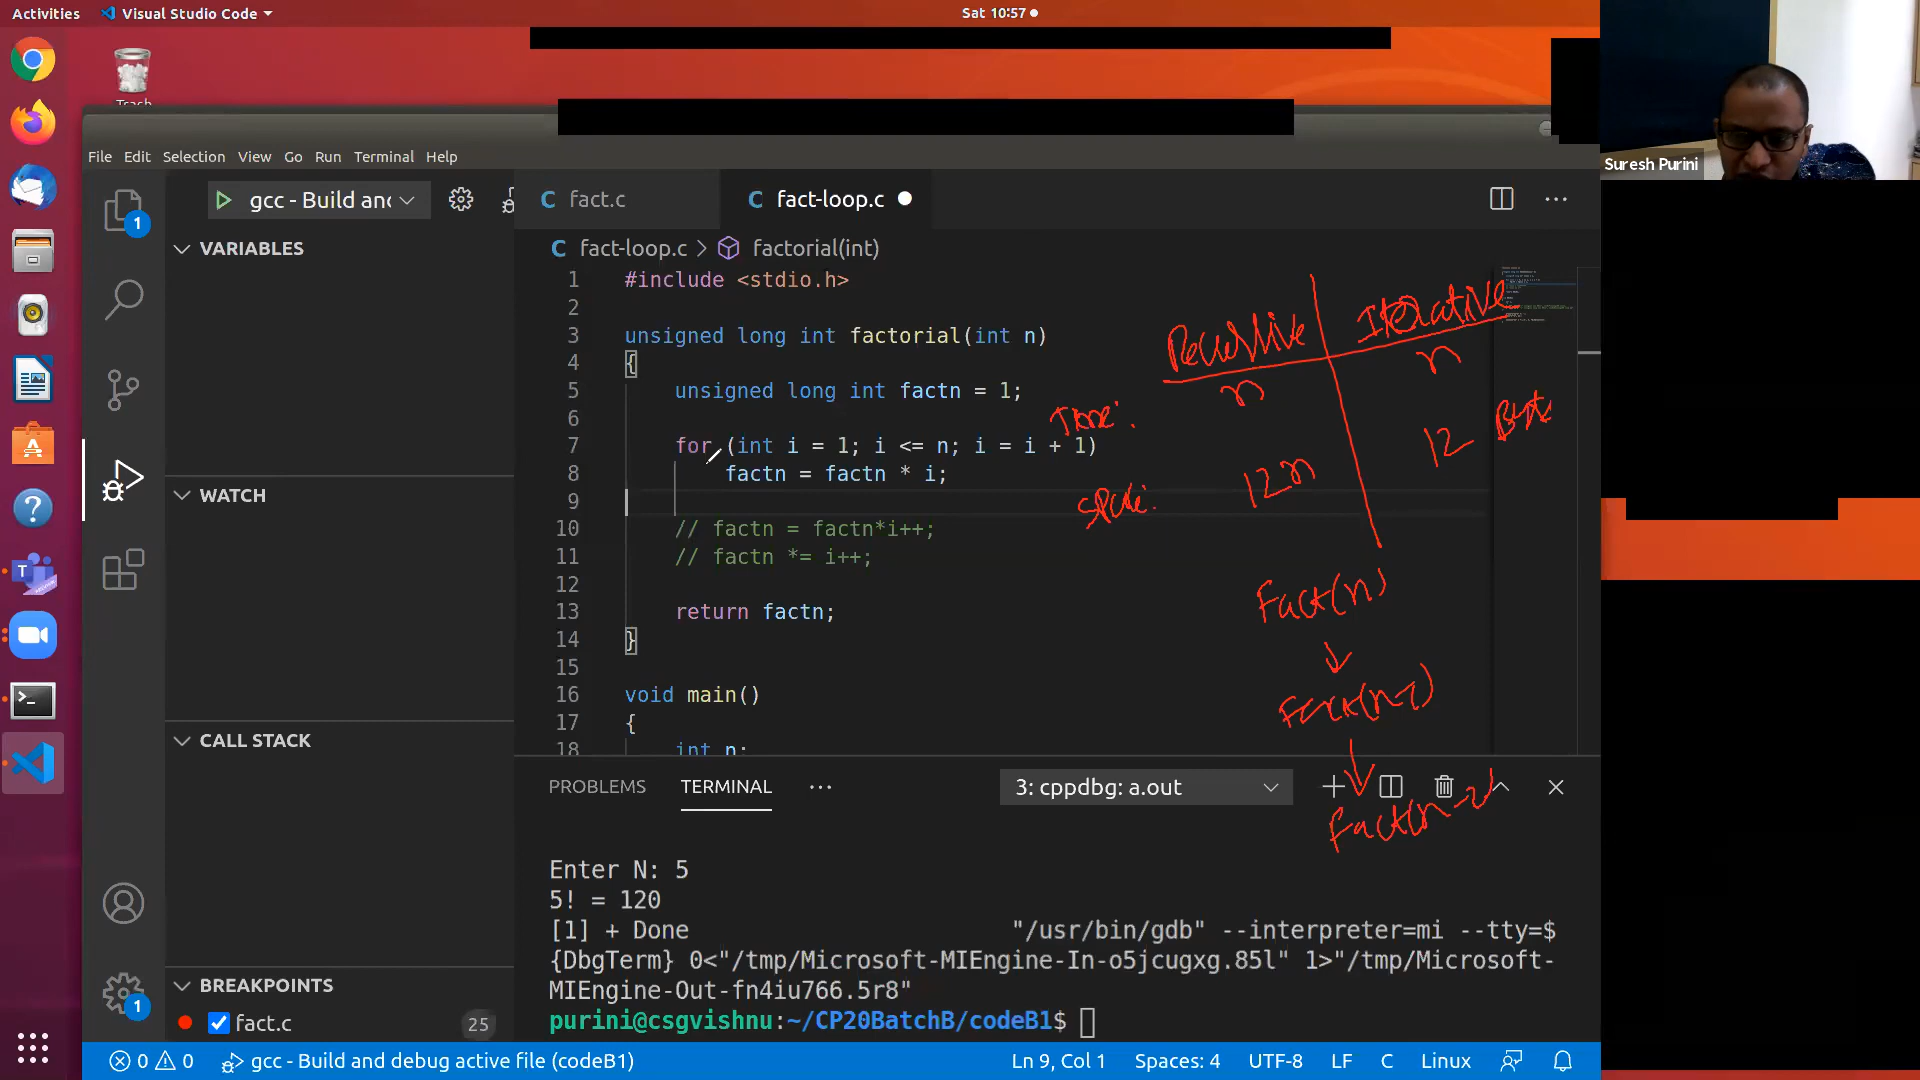 Activities Visual Studio Code Sat 10:57
Trash
File Edit Selection View Go Run Terminal Help
Suresh Purini
1 gcc - Build an fact.c fact-loop.c
VARIABLES
fact-loop.c > factorial(int)
1 #include <stdio.h>
2
3 unsigned long int factorial(int n)
4 {
5 unsigned long int factn = 1;
6
7 for (int i = 1; i <= n; i = i + 1)
8 factn = factn * i;
9
10 // factn = factn*i++;
11 // factn *= i++;
12
13 return factn;
14 }
15
16 void main()
17 {
18 int n;
Recursive Iterative
n n
Time:
12 Bytes
Space: 12n
Fact(n)
Fact(n-1)
Fact(n-2)
WATCH
CALL STACK
BREAKPOINTS
fact.c 25
1
PROBLEMS TERMINAL ... 3: cppdbg: a.out
Enter N: 5
5! = 120
[1] + Done "/usr/bin/gdb" --interpreter=mi --tty=$
{DbgTerm} 0<"/tmp/Microsoft-MIEngine-In-o5jcugxg.85l" 1>"/tmp/Microsoft-
MIEngine-Out-fn4iu766.5r8"
purini@csgvishnu:~/CP20BatchB/codeB1$
0 0 gcc - Build and debug active file (codeB1) Ln 9, Col 1 Spaces: 4 UTF-8 LF C Linux